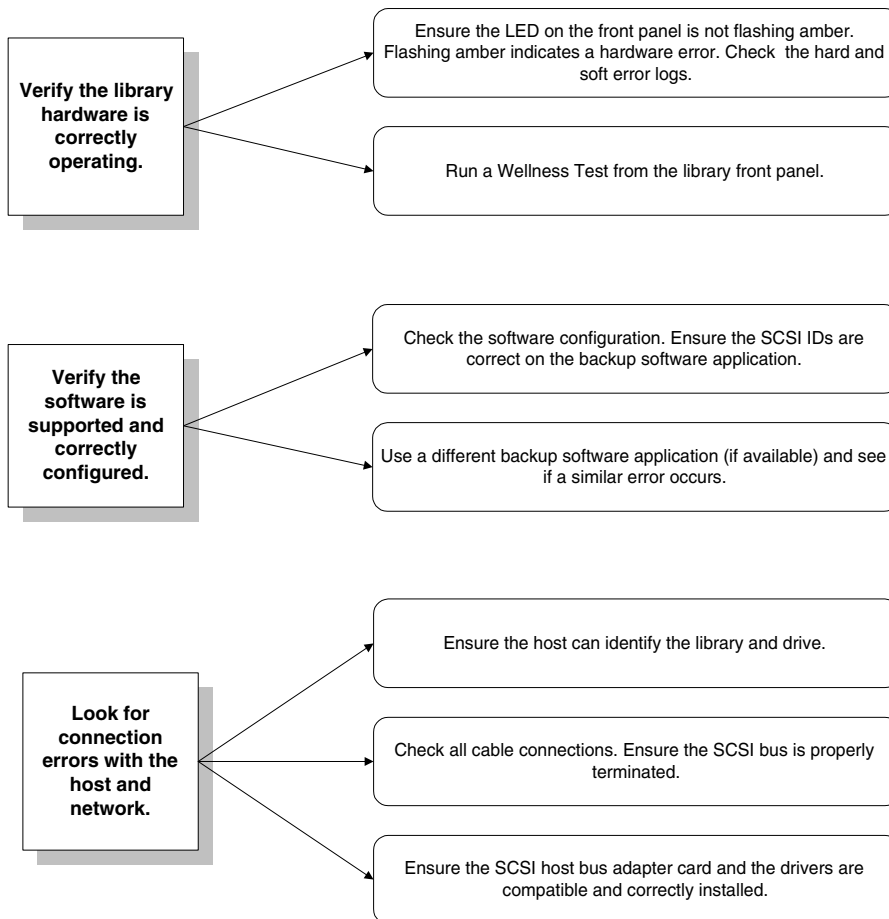 Verify the library
hardware is
correctly
operating.
Ensure the LED on the front panel is not flashing amber.
Flashing amber indicates a hardware error. Check  the hard and
soft error logs.
Run a Wellness Test from the library front panel.
Verify the
software is
supported and
correctly
configured.
Check the software configuration. Ensure the SCSI IDs are
correct on the backup software application.
Use a different backup software application (if available) and see
if a similar error occurs.
Look for
connection
errors with the
host and
network.
Ensure the host can identify the library and drive.
Check all cable connections. Ensure the SCSI bus is properly
terminated.
Ensure the SCSI host bus adapter card and the drivers are
compatible and correctly installed.